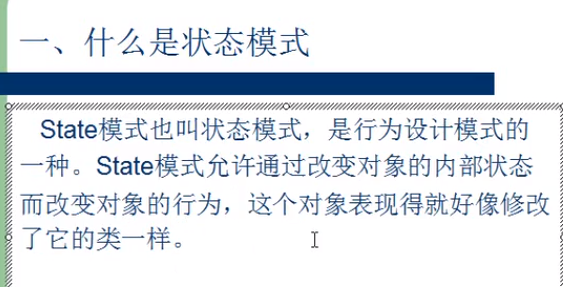 一、什么是状态模式
State模式也叫状态模式，是行为设计模式的
一种。State模式允许通过改变对象的内部状态
而改变对象的行为，这个对象表现得就好像修改
了它的类一样。